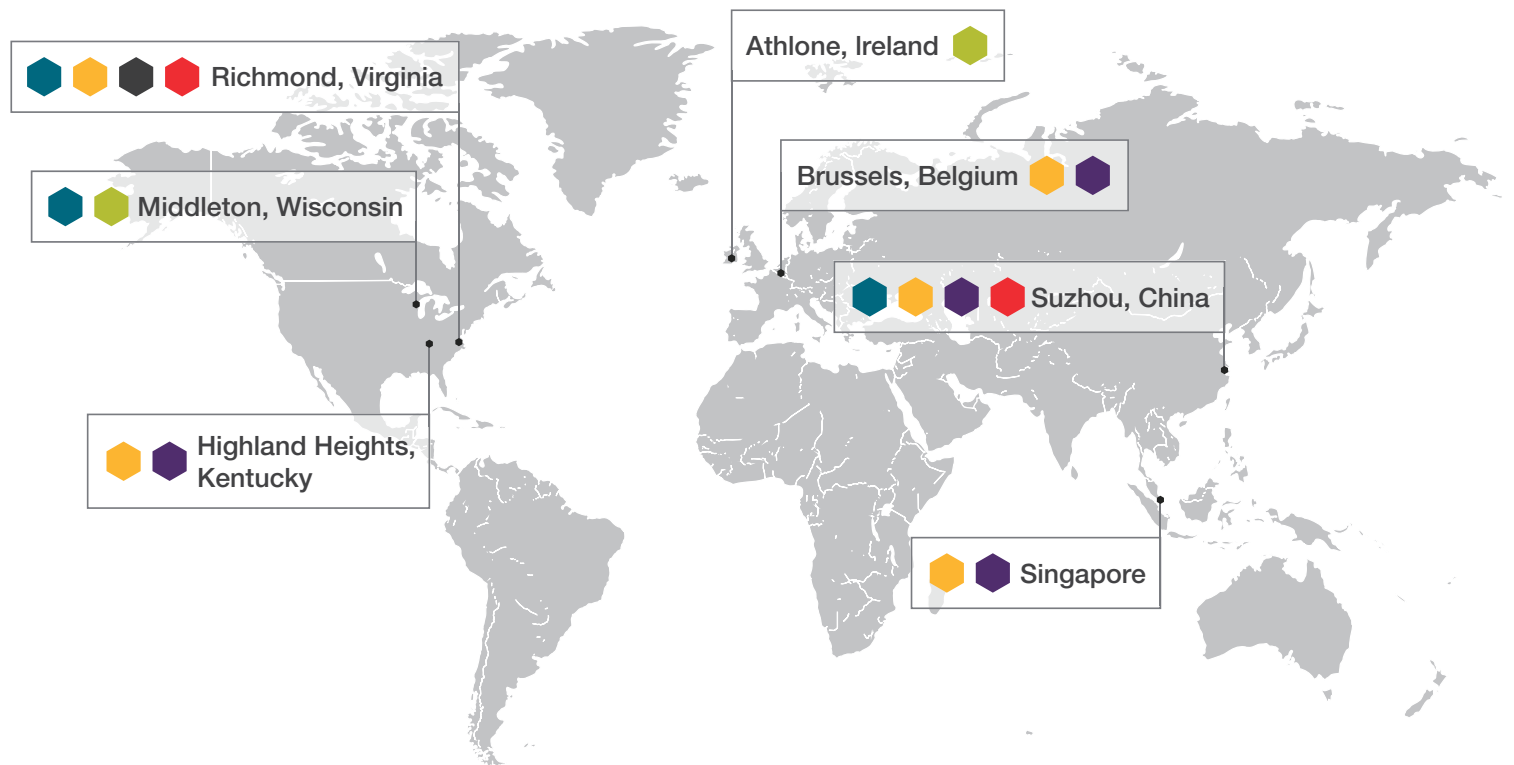 Athlone, Ireland
Richmond, Virginia
Brussels, Belgium
Middleton, Wisconsin
Suzhou, China
Highland Heights,
Kentucky
Singapore